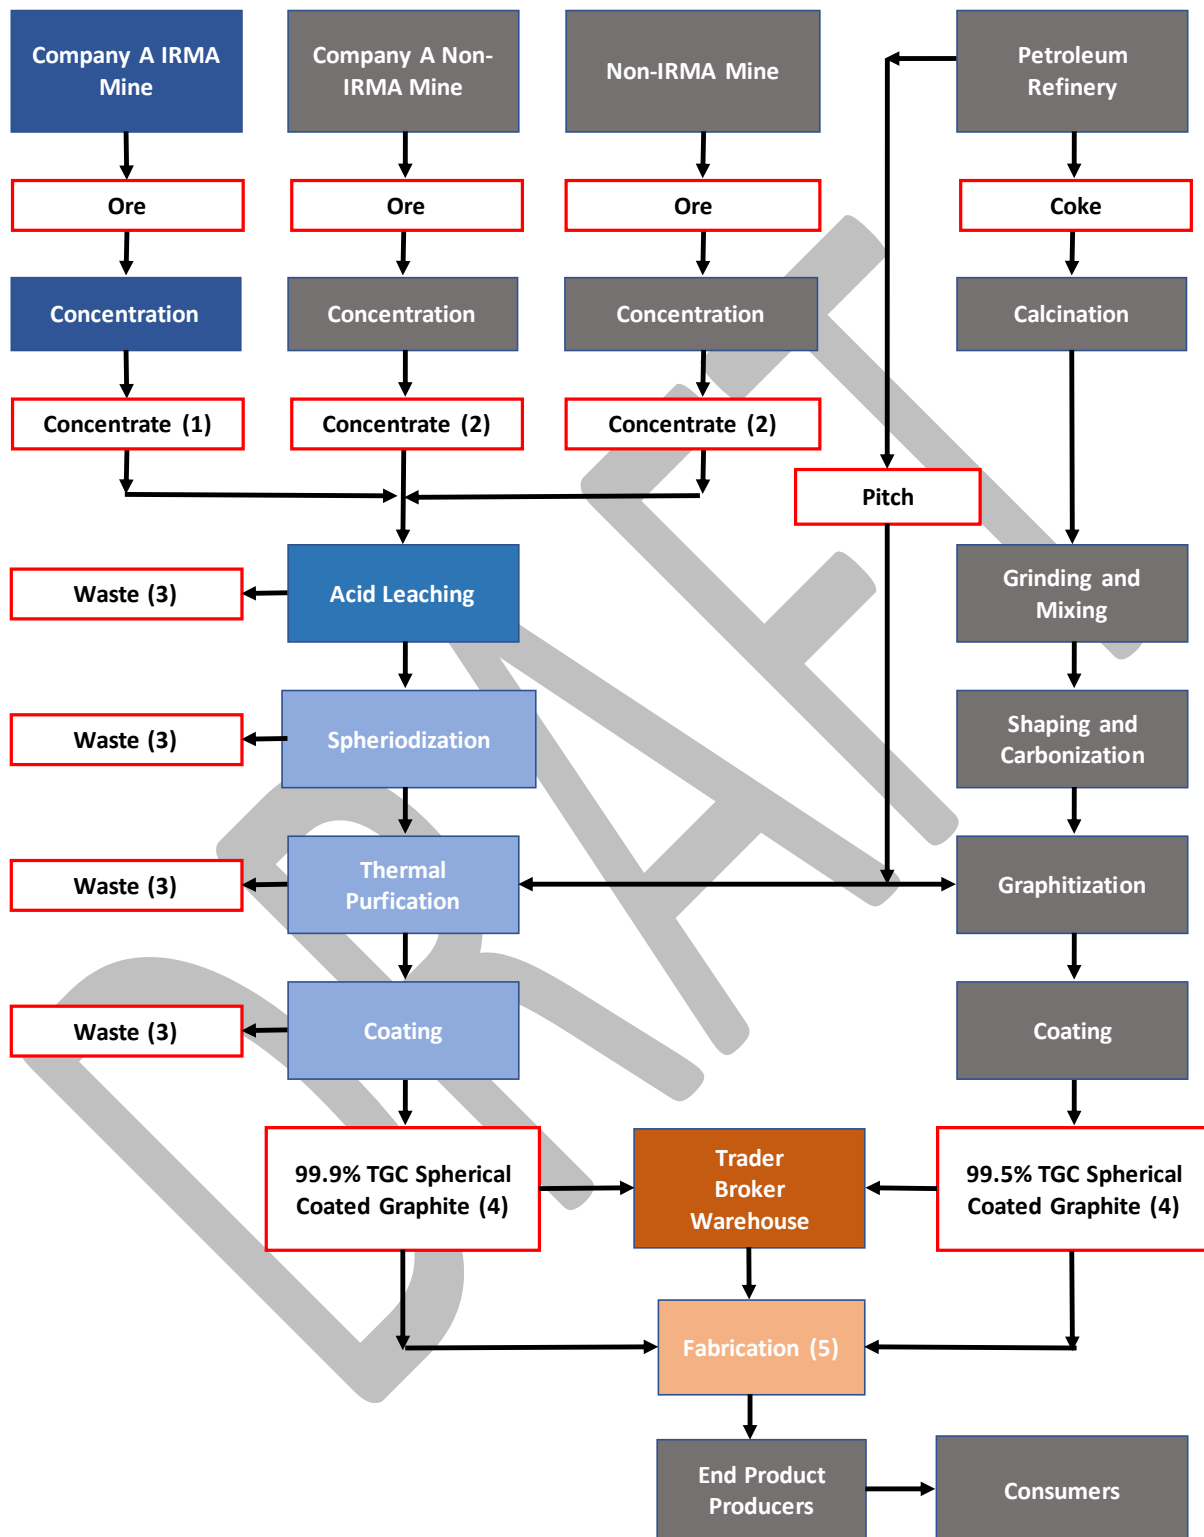 Company A IRMA
Mine
Company A Non-
IRMA Mine
Non-IRMA Mine
Petroleum
Refinery
Ore
Ore
Ore
Coke
Concentration
Concentration
Concentration
Calcination
Concentrate (1)
Concentrate (2)
Concentrate (2)
Pitch
Waste (3)
Acid Leaching
Grinding and
Mixing
Waste (3)
Spheriodization
Shaping and
Carbonization
Waste (3)
Thermal
Purfication
Graphitization
Waste (3)
Coating
Coating
99.9% TGC Spherical
Coated Graphite (4)
Trader
Broker
Warehouse
99.5% TGC Spherical
Coated Graphite (4)
Fabrication (5)
End Product
Producers
Consumers
DRAFT